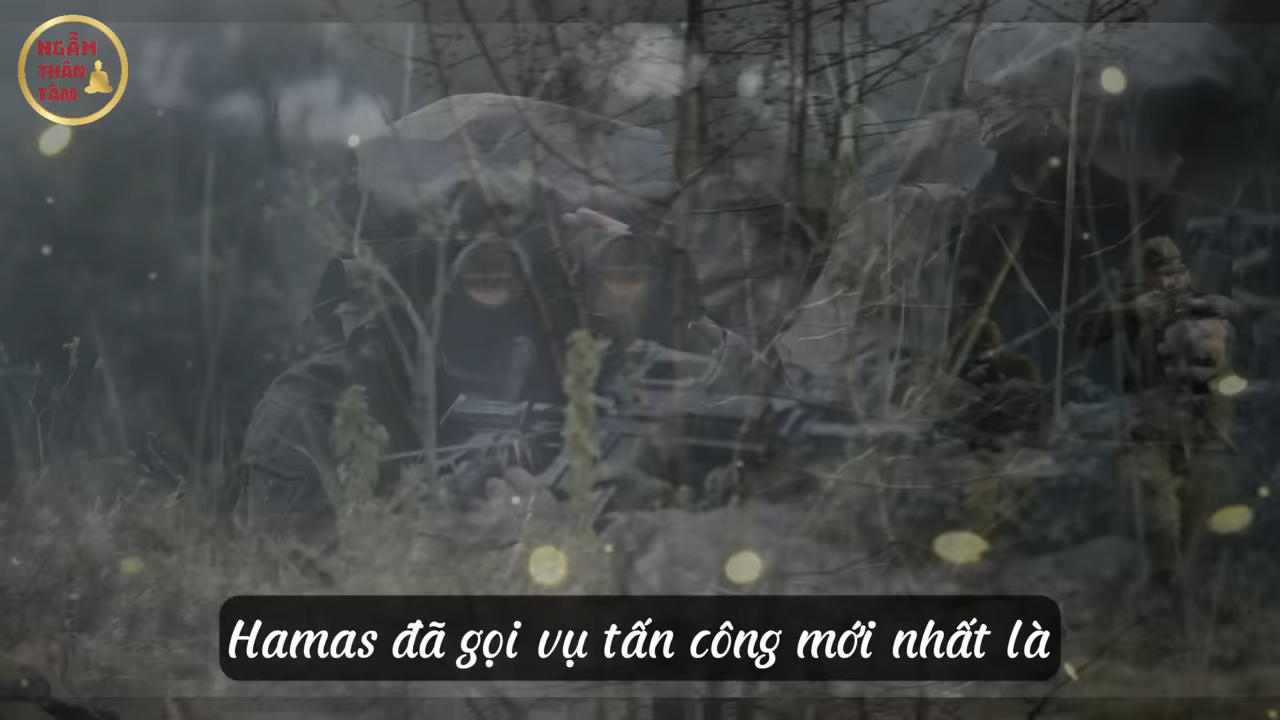 NGẪM
THÂN
TÂM
Hamas đã gọi vụ tấn công mới nhất là